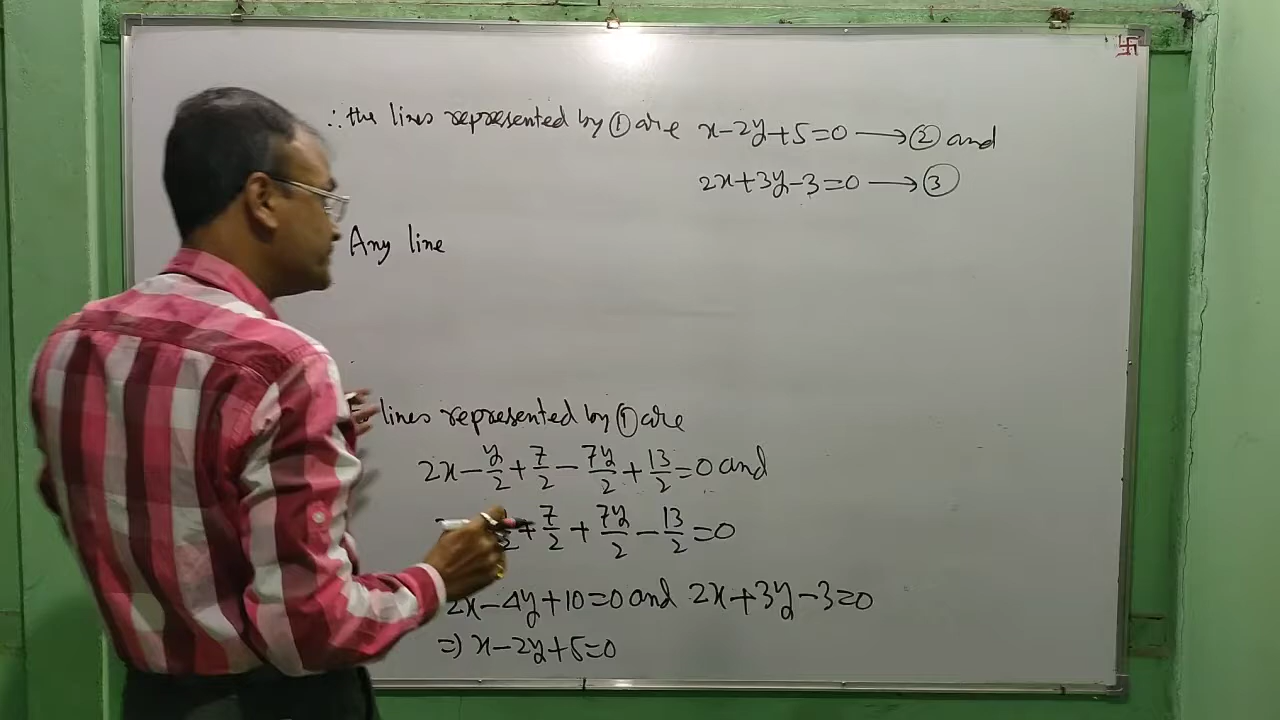 ∴ the lines represented by ① are x-2y+5=0 ⟶ ② and
2x+3y-3=0 ⟶ ③
Any line
lines represented by ① are
2x - y/2 + 7/2 - 7y/2 + 13/2 = 0 and
+ 7/2 + 7y/2 - 13/2 = 0
2x-4y+10=0 and 2x+3y-3=0
⇒ x-2y+5=0